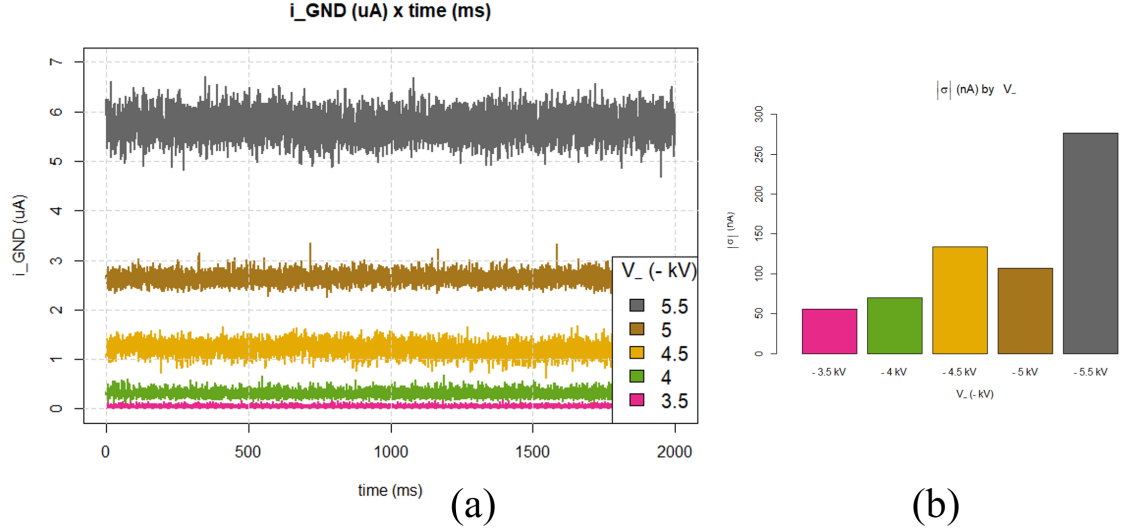 i_GND (uA) x time (ms)
i_GND (uA)
7
6
5
4
3
2
1
0
0
500
1000
1500
2000
time (ms)
V_ (- kV)
5.5
5
4.5
4
3.5
(a)
|σ| (nA) by V_
|σ| (nA)
300
250
200
150
100
50
0
- 3.5 kV
- 4 kV
- 4.5 kV
- 5 kV
- 5.5 kV
V_ (- kV)
(b)